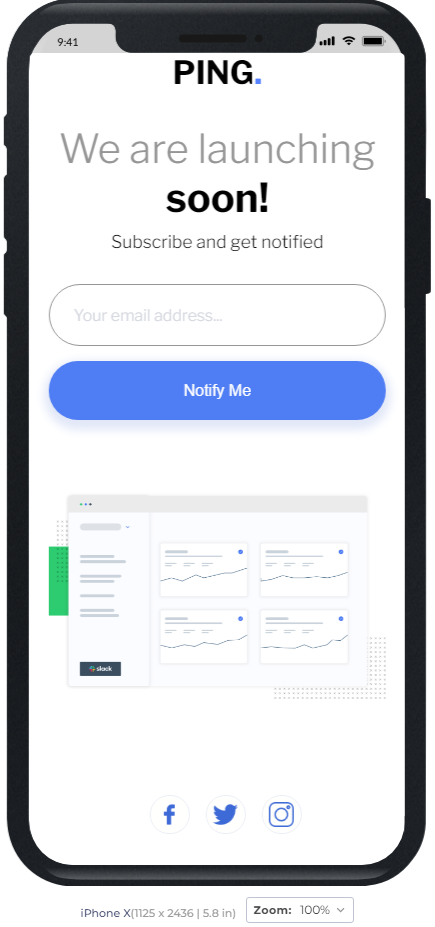 9:41
PING.
We are launching
soon!
Subscribe and get notified
Your email address...
Notify Me
slack
iPhone X(1125 x 2436 | 5.8 in) Zoom: 100%